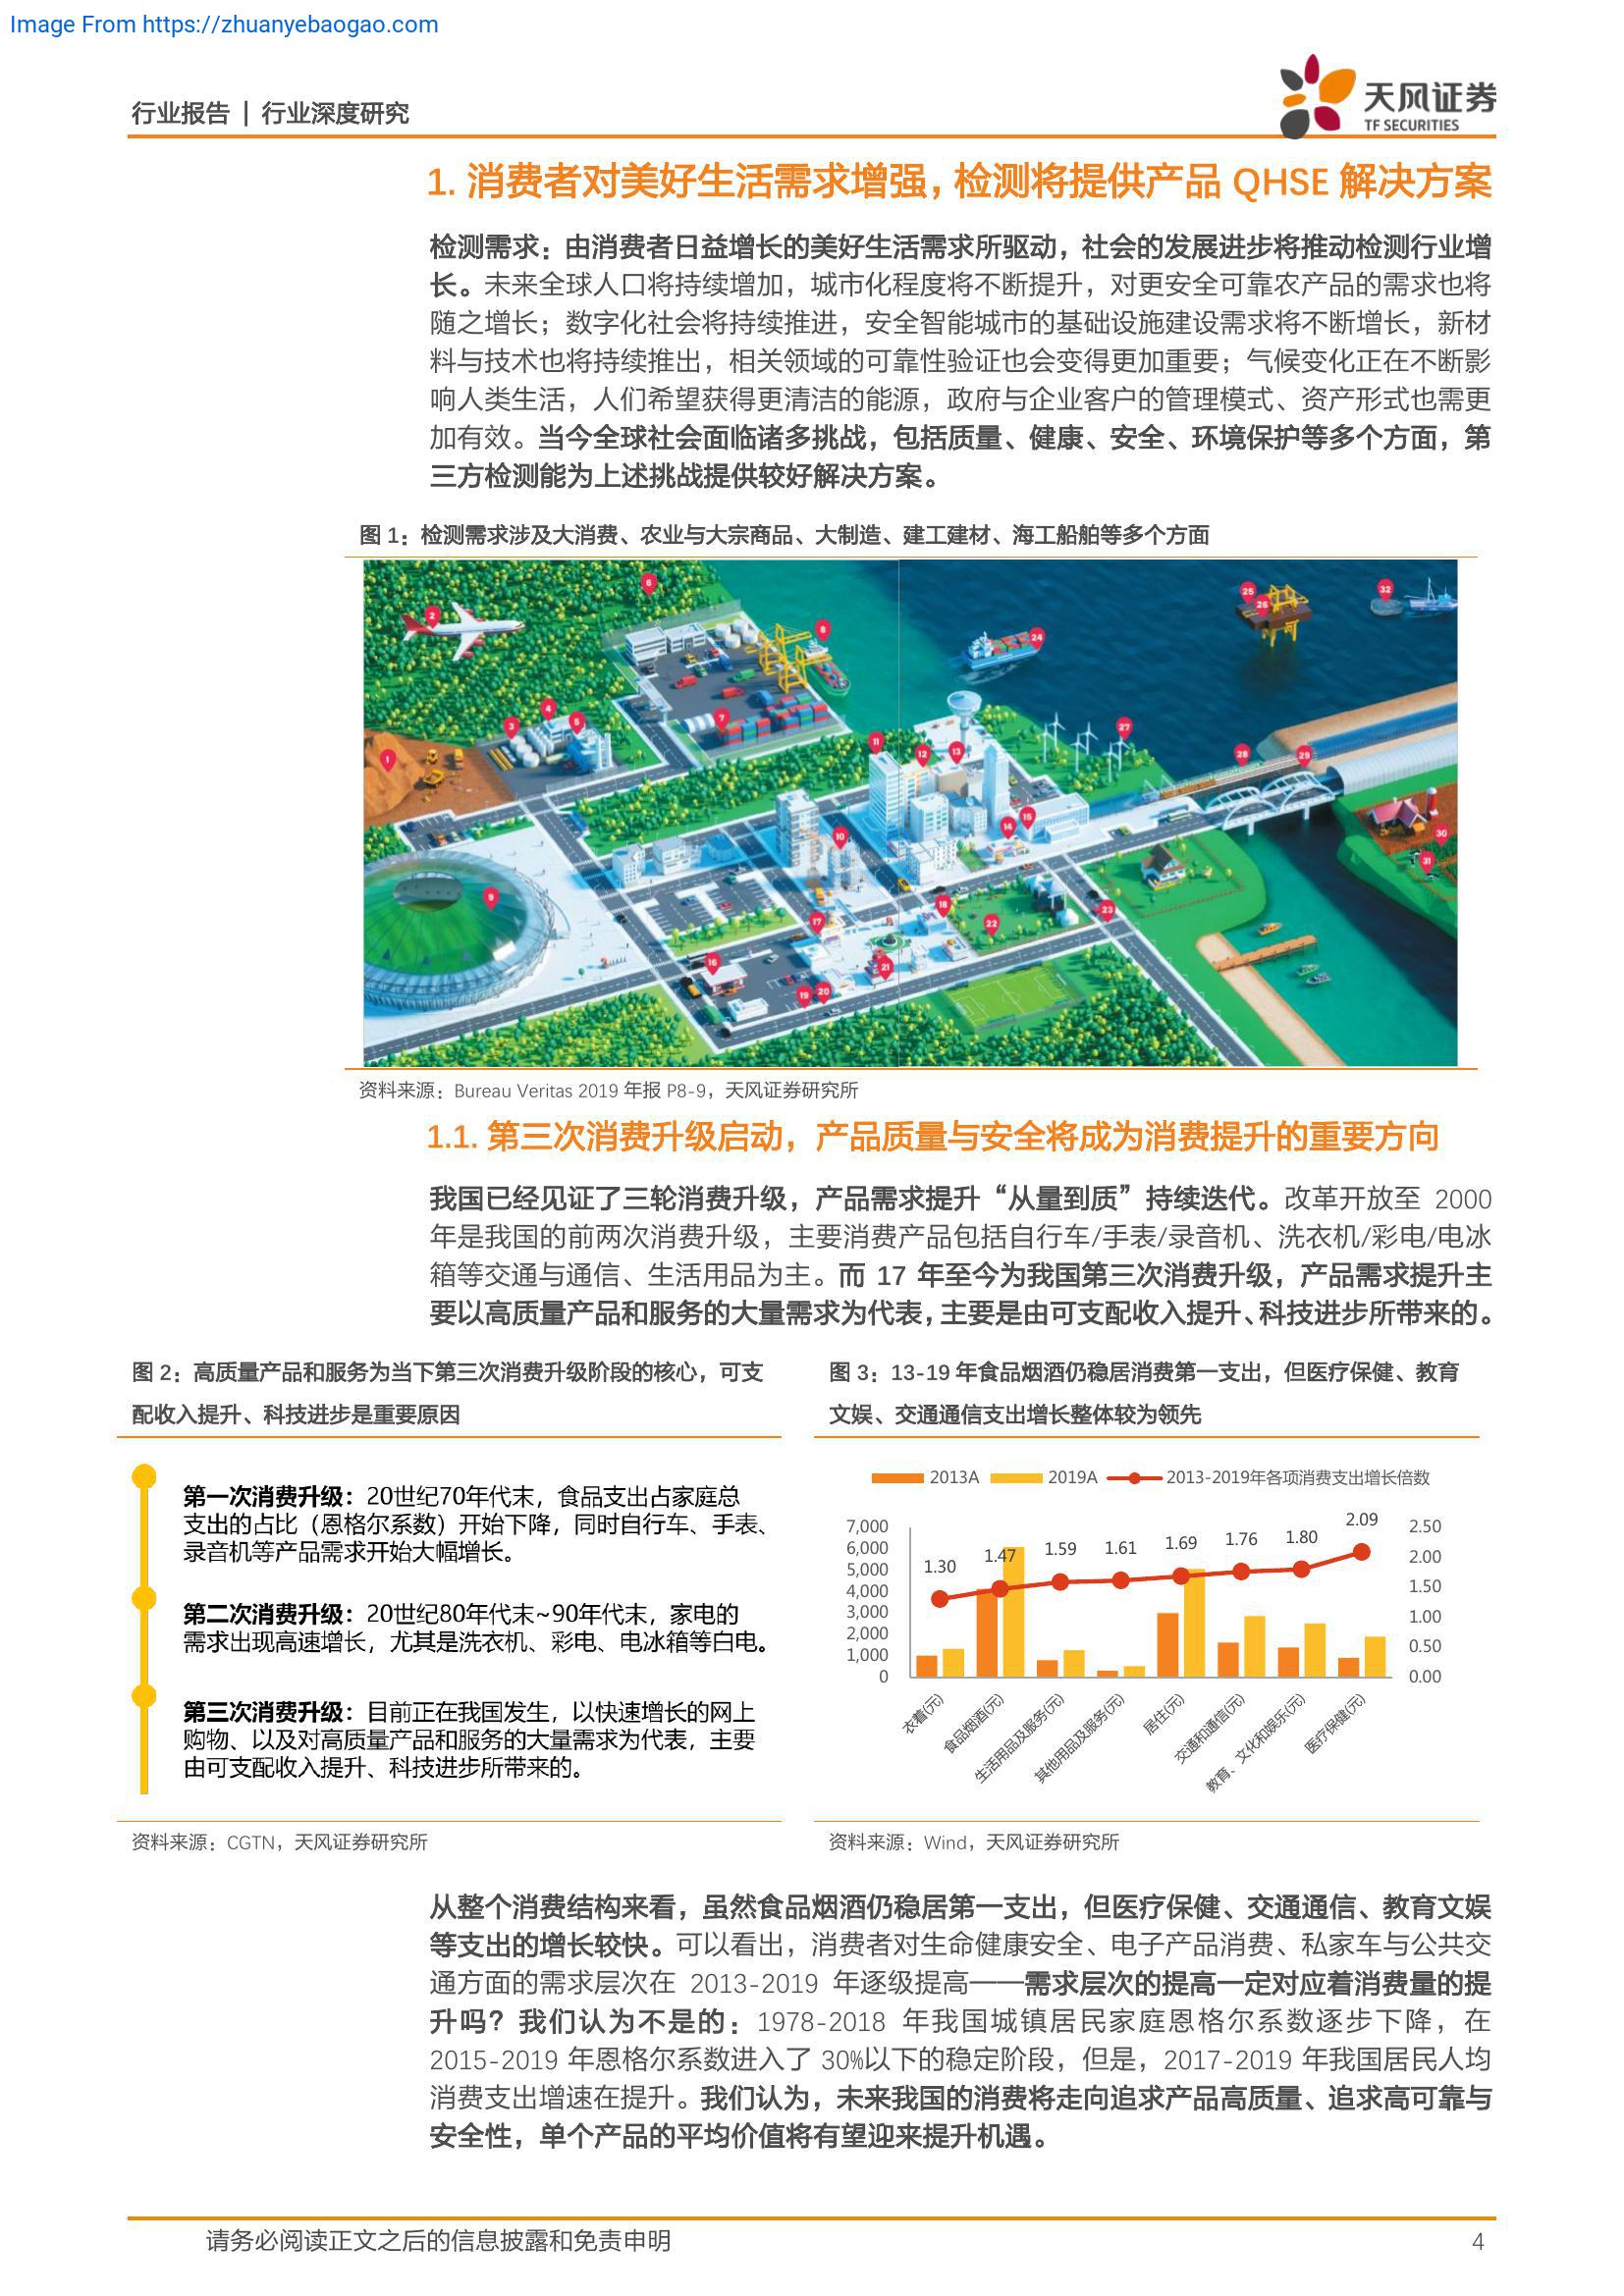 Image From https://zhuanyebaogao.com
行业报告 | 行业深度研究
天风证券
TF SECURITIES
1. 消费者对美好生活需求增强，检测将提供产品 QHSE 解决方案
检测需求：由消费者日益增长的美好生活需求所驱动，社会的发展进步将推动检测行业增
长。未来全球人口将持续增加，城市化程度将不断提升，对更安全可靠农产品的需求也将
随之增长；数字化社会将持续推进，安全智能城市的基础设施建设需求将不断增长，新材
料与技术也将持续推出，相关领域的可靠性验证也会变得更加重要；气候变化正在不断影
响人类生活，人们希望获得更清洁的能源，政府与企业客户的管理模式、资产形式也需更
加有效。当今全球社会面临诸多挑战，包括质量、健康、安全、环境保护等多个方面，第
三方检测能为上述挑战提供较好解决方案。
图 1：检测需求涉及大消费、农业与大宗商品、大制造、建工建材、海工船舶等多个方面
1
2
3
4
5
6
7
8
9
10
11
12
13
14
15
16
17
18
19
20
21
22
23
24
25
26
27
28
29
30
31
32
资料来源：Bureau Veritas 2019 年报 P8-9，天风证券研究所
1.1. 第三次消费升级启动，产品质量与安全将成为消费提升的重要方向
我国已经见证了三轮消费升级，产品需求提升“从量到质”持续迭代。改革开放至 2000
年是我国的前两次消费升级，主要消费产品包括自行车/手表/录音机、洗衣机/彩电/电冰
箱等交通与通信、生活用品为主。而 17 年至今为我国第三次消费升级，产品需求提升主
要以高质量产品和服务的大量需求为代表，主要是由可支配收入提升、科技进步所带来的。
图 2：高质量产品和服务为当下第三次消费升级阶段的核心，可支
配收入提升、科技进步是重要原因
第一次消费升级：20世纪70年代末，食品支出占家庭总
支出的占比（恩格尔系数）开始下降，同时自行车、手表、
录音机等产品需求开始大幅增长。
第二次消费升级：20世纪80年代末~90年代末，家电的
需求出现高速增长，尤其是洗衣机、彩电、电冰箱等白电。
第三次消费升级：目前正在我国发生，以快速增长的网上
购物、以及对高质量产品和服务的大量需求为代表，主要
由可支配收入提升、科技进步所带来的。
资料来源：CGTN，天风证券研究所
图 3：13-19 年食品烟酒仍稳居消费第一支出，但医疗保健、教育
文娱、交通通信支出增长整体较为领先
2013A 2019A 2013-2019年各项消费支出增长倍数
7,000
6,000
5,000
4,000
3,000
2,000
1,000
0
1.30 1.47 1.59 1.61 1.69 1.76 1.80 2.09
2.50
2.00
1.50
1.00
0.50
0.00
衣着(元)
食品烟酒(元)
生活用品及服务(元)
其他用品及服务(元)
居住(元)
交通和通信(元)
教育、文化和娱乐(元)
医疗保健(元)
资料来源：Wind，天风证券研究所
从整个消费结构来看，虽然食品烟酒仍稳居第一支出，但医疗保健、交通通信、教育文娱
等支出的增长较快。可以看出，消费者对生命健康安全、电子产品消费、私家车与公共交
通方面的需求层次在 2013-2019 年逐级提高——需求层次的提高一定对应着消费量的提
升吗？我们认为不是的：1978-2018 年我国城镇居民家庭恩格尔系数逐步下降，在
2015-2019 年恩格尔系数进入了 30%以下的稳定阶段，但是，2017-2019 年我国居民人均
消费支出增速在提升。我们认为，未来我国的消费将走向追求产品高质量、追求高可靠与
安全性，单个产品的平均价值将有望迎来提升机遇。
请务必阅读正文之后的信息披露和免责申明
4